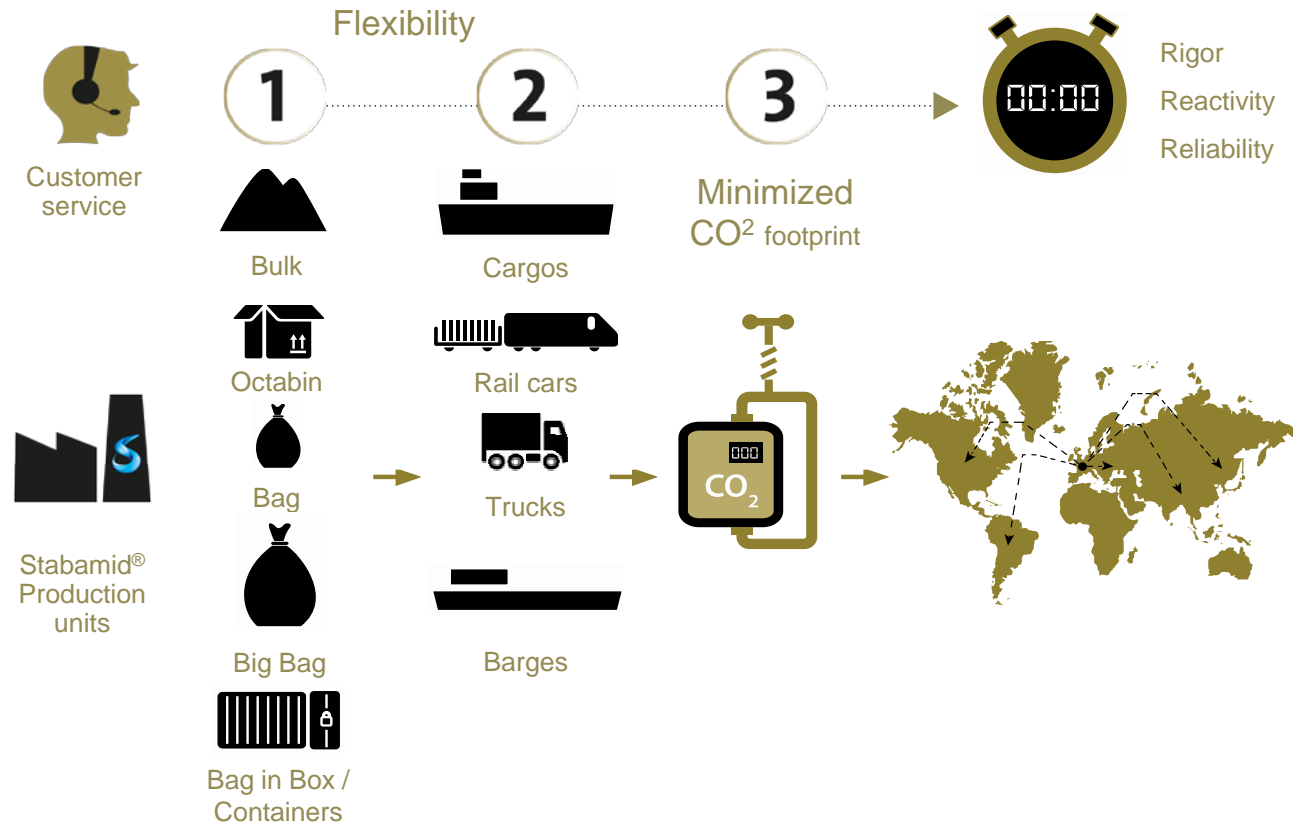 Flexibility
Customer
service
1
2
3
00:00
Rigor
Reactivity
Reliability
Bulk
Cargos
Minimized
CO² footprint
Octabin
Rail cars
Stabamid®
Production
units
Bag
Trucks
000
CO₂
Big Bag
Barges
Bag in Box /
Containers